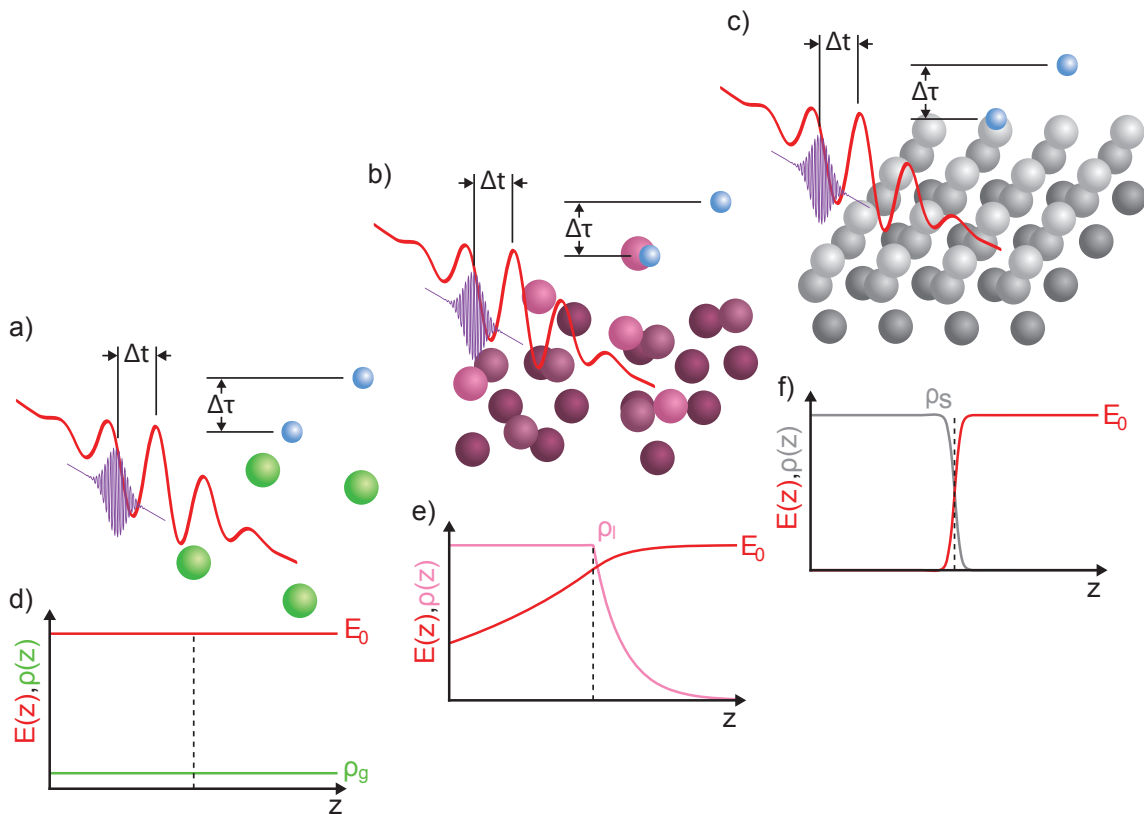 a)
Δt
Δτ
b)
Δt
Δτ
c)
Δt
Δτ
d)
E(z),ρ(z)
E₀
ρg
z
e)
E(z),ρ(z)
ρl
E₀
z
f)
E(z),ρ(z)
ρs
E₀
z